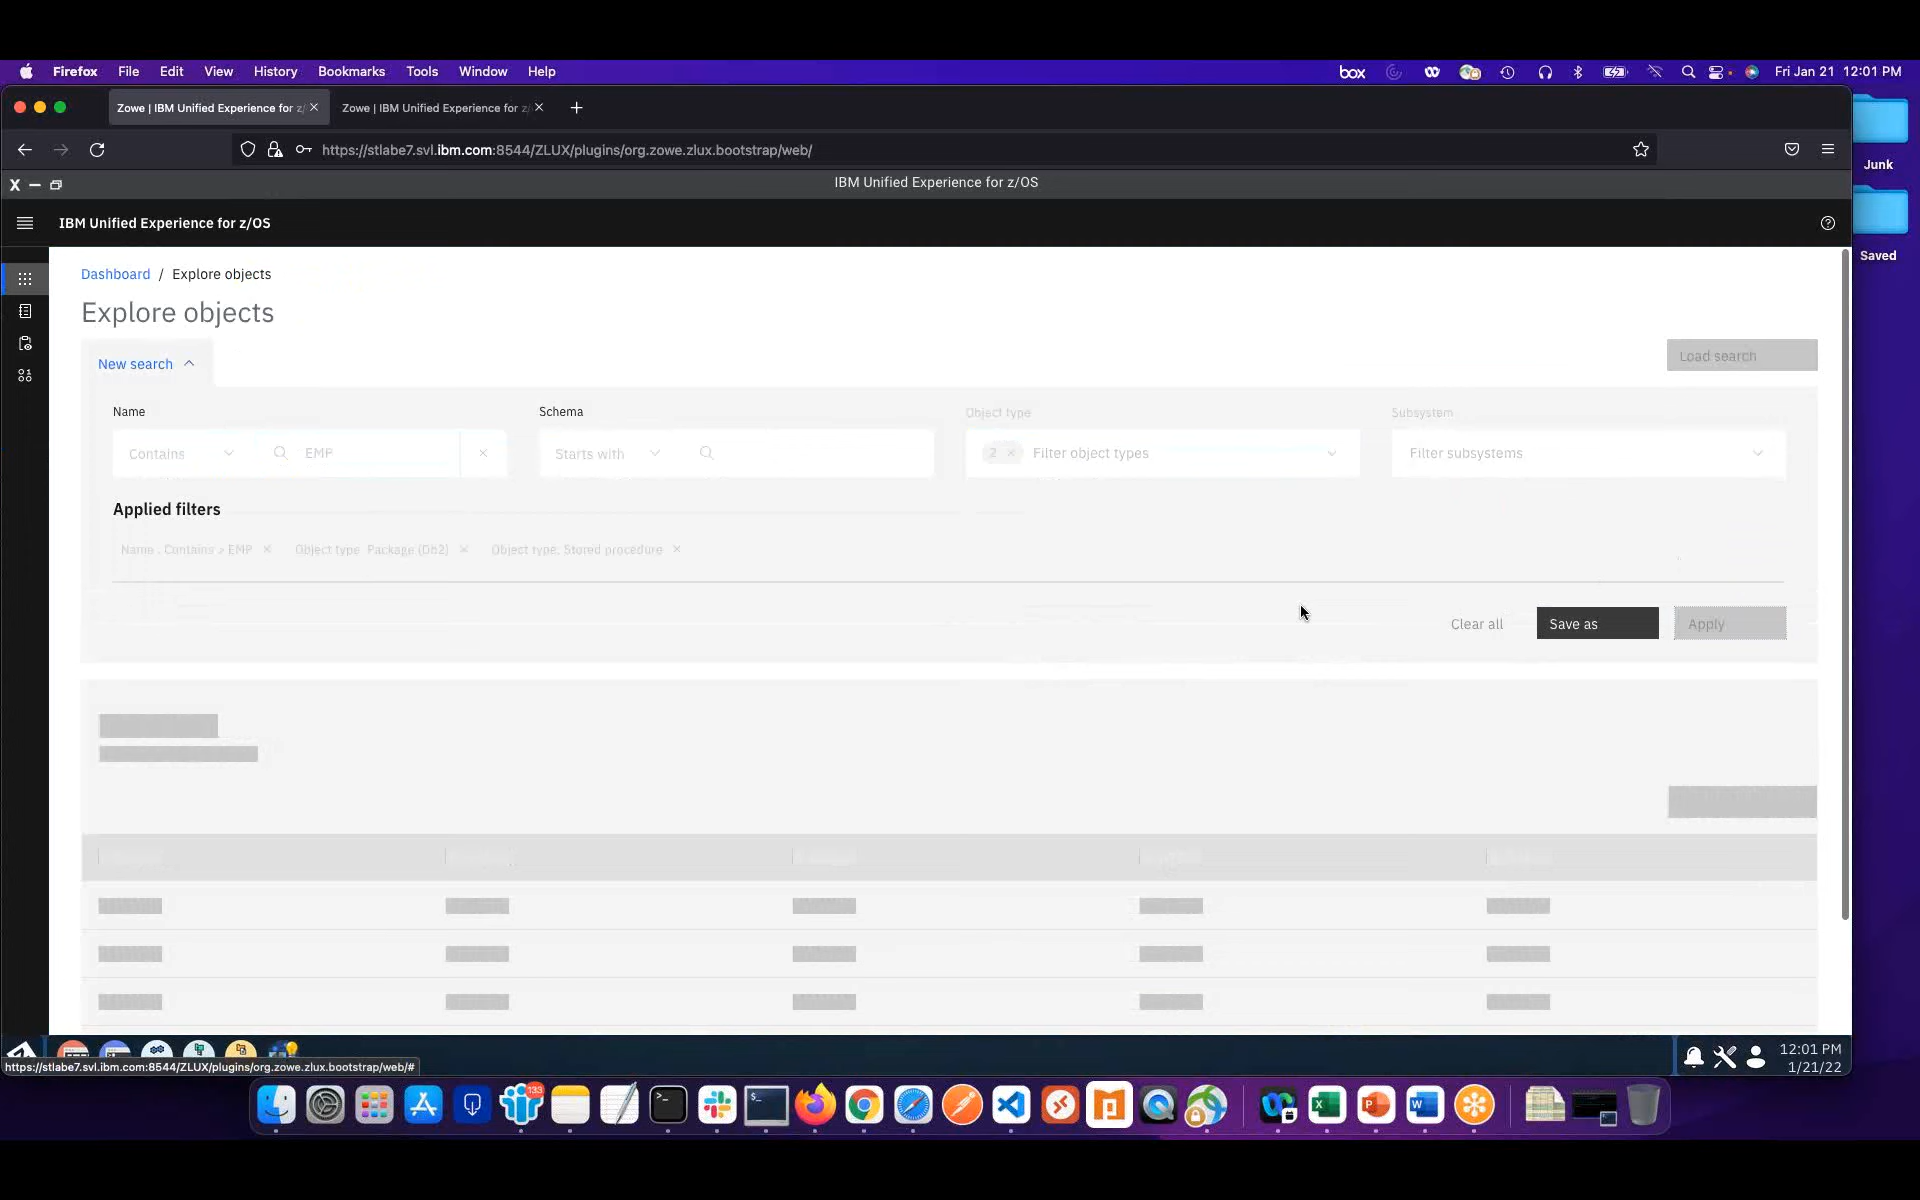 Firefox File Edit View History Bookmarks Tools Window Help
box
Fri Jan 21 12:01 PM
Zowe | IBM Unified Experience for z/
Zowe | IBM Unified Experience for z/
https://stlabe7.svl.ibm.com:8544/ZLUX/plugins/org.zowe.zlux.bootstrap/web/
Junk
IBM Unified Experience for z/OS
IBM Unified Experience for z/OS
Saved
Dashboard / Explore objects
Explore objects
New search
Load search
Name
Schema
Object type
Subsystem
Contains
EMP
Starts with
2
Filter object types
Filter subsystems
Applied filters
Name : Contains > EMP
Object type: Package (Db2)
Object type: Stored procedure
Clear all
Save as
Apply
https://stlabe7.svl.ibm.com:8544/ZLUX/plugins/org.zowe.zlux.bootstrap/web/#
12:01 PM
1/21/22
133